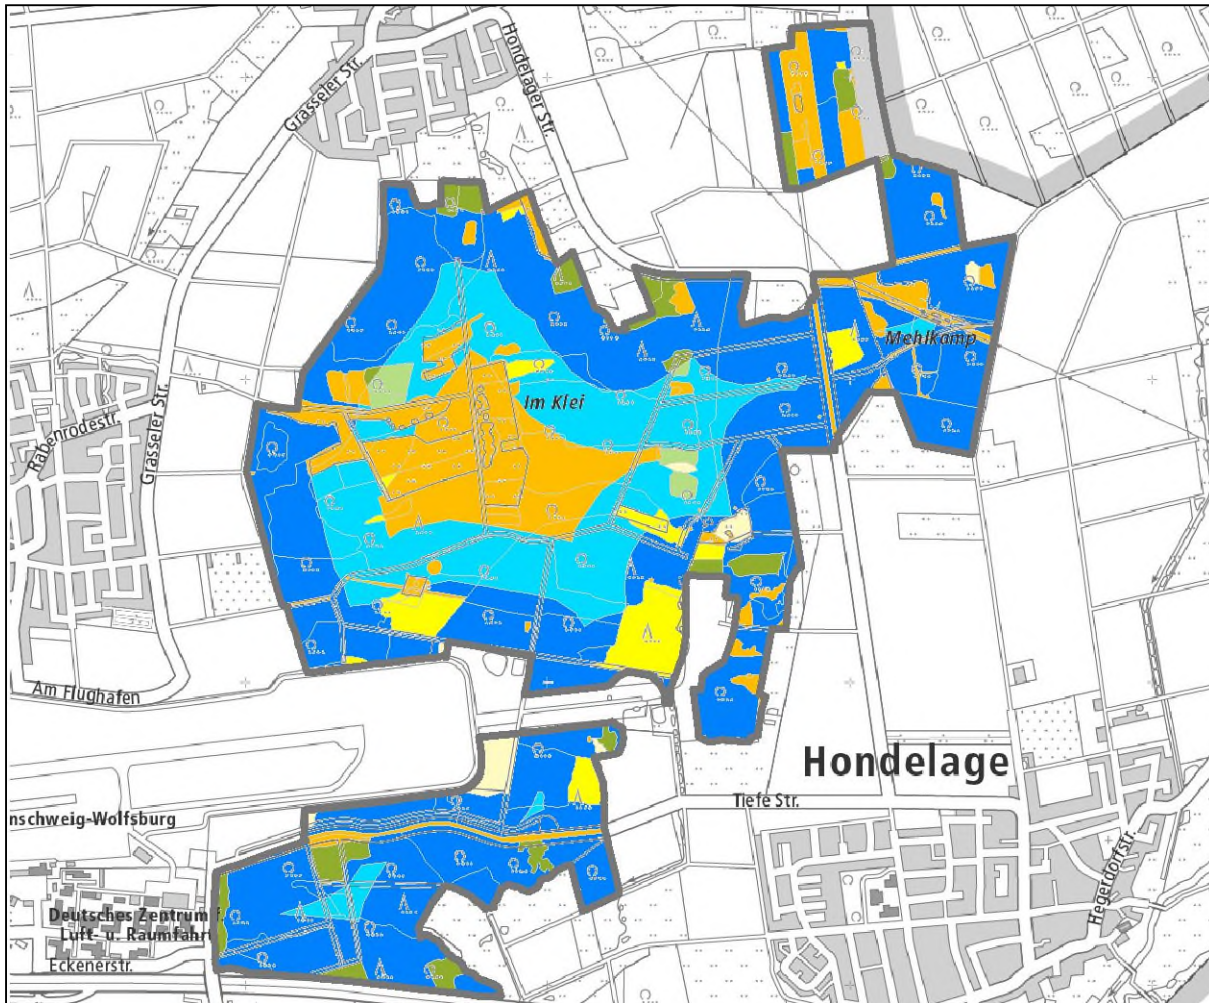 Grasseler Str.
Hondelager Str.
Mehlkamp
Im Klei
Rabenrodestr.
Grasseler Str.
Am Flughafen
Hondelage
Tiefe Str.
nschweig-Wolfsburg
Hegerdorfstr.
Deutsches Zentrum f
Luft- u. Raumfahrt
Eckenerstr.